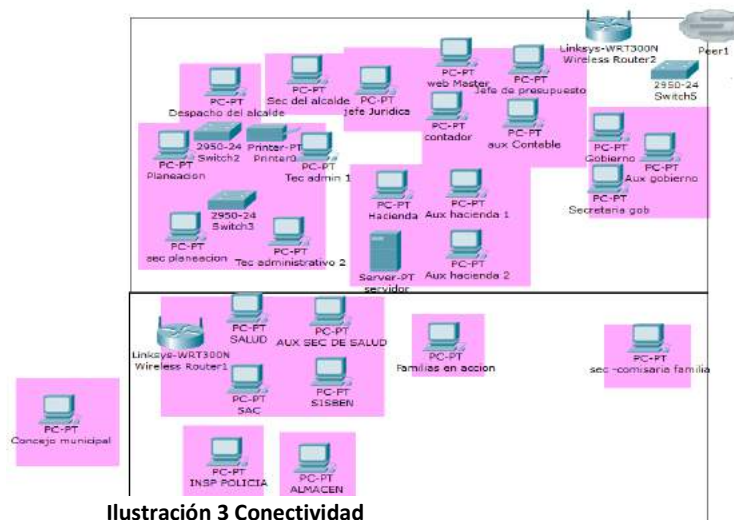 Linksys-WRT300N
Wireless Router2
Peer1
2950-24
Switch5
PC-PT
Despacho del alcalde
PC-PT
Sec del alcalde
PC-PT
jefe Juridica
PC-PT
web Master
PC-PT
Jefe de presupuesto
PC-PT
contador
PC-PT
aux Contable
PC-PT
Gobierno
PC-PT
Aux gobierno
PC-PT
Secretaria gob
PC-PT
Planeacion
2950-24
Switch2
Printer-PT
Printer0
PC-PT
Tec admin 1
2950-24
Switch3
PC-PT
sec planeacion
PC-PT
Tec administrativo 2
PC-PT
Hacienda
PC-PT
Aux hacienda 1
Server-PT
servidor
PC-PT
Aux hacienda 2
Linksys-WRT300N
Wireless Router1
PC-PT
SALUD
PC-PT
AUX SEC DE SALUD
PC-PT
SAC
PC-PT
SISBEN
PC-PT
Familias en accion
PC-PT
sec -comisaria familia
PC-PT
Concejo municipal
PC-PT
INSP POLICIA
PC-PT
ALMACEN
Ilustración 3 Conectividad